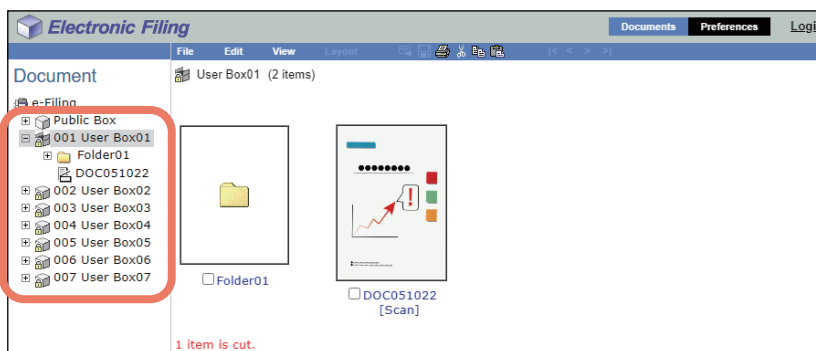 Electronic Filing
Documents Preferences Logi
File Edit View Layout |< < > >|
Document
User Box01 (2 items)
e-Filing
Public Box
001 User Box01
Folder01
DOC051022
002 User Box02
003 User Box03
004 User Box04
005 User Box05
006 User Box06
007 User Box07
!
Folder01
DOC051022
[Scan]
1 item is cut.